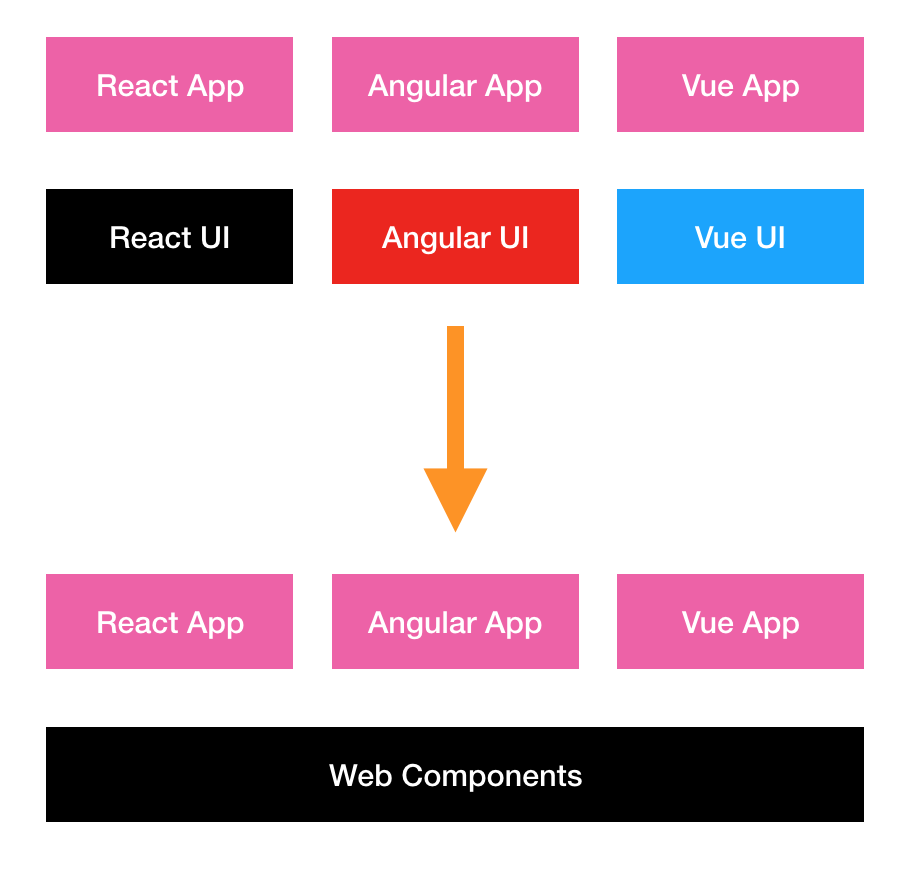 React App
Angular App
Vue App
React UI
Angular UI
Vue UI
React App
Angular App
Vue App
Web Components